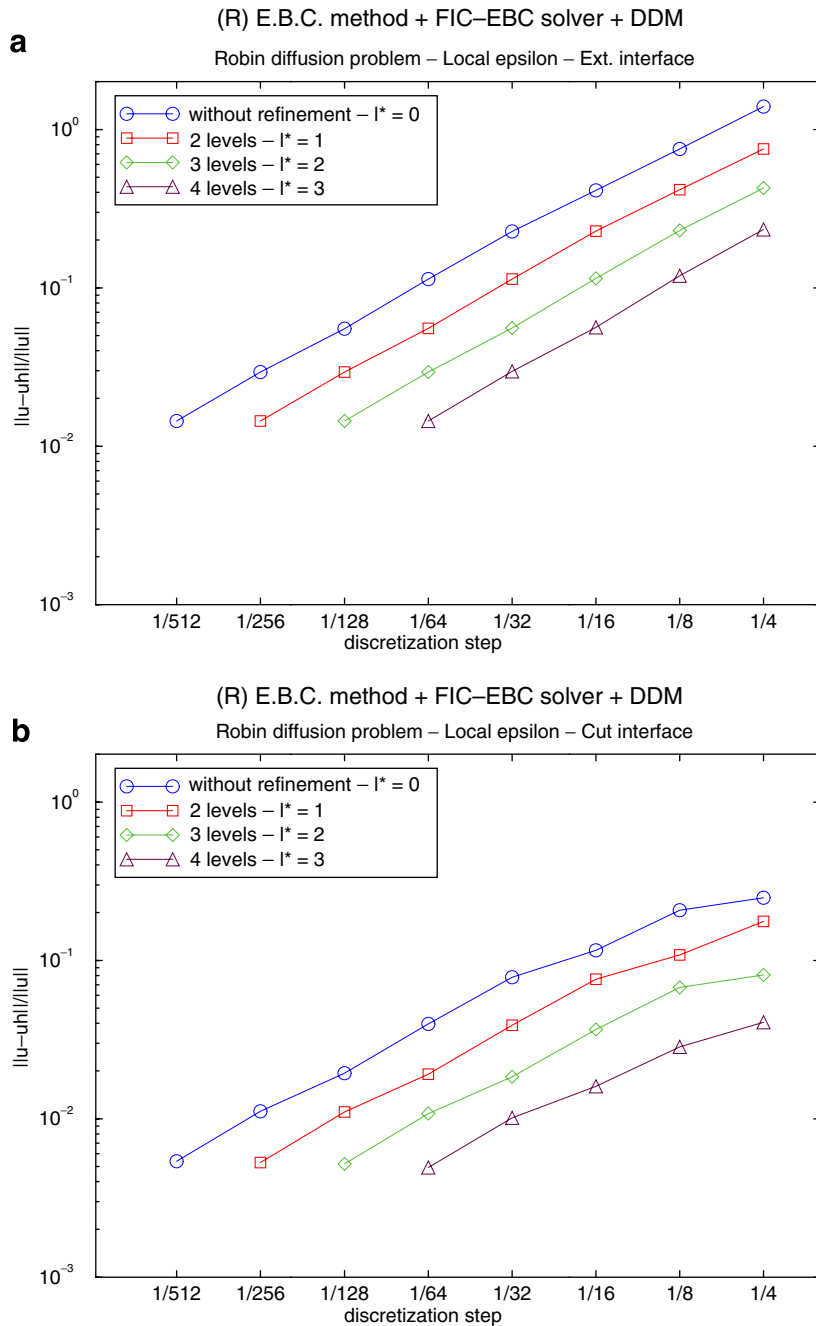 (R) E.B.C. method + FIC–EBC solver + DDM
a
Robin diffusion problem – Local epsilon – Ext. interface
without refinement – l* = 0
2 levels – l* = 1
3 levels – l* = 2
4 levels – l* = 3
10^0
10^–1
10^–2
10^–3
||u–uh||/||u||
1/512 1/256 1/128 1/64 1/32 1/16 1/8 1/4
discretization step
(R) E.B.C. method + FIC–EBC solver + DDM
b
Robin diffusion problem – Local epsilon – Cut interface
without refinement – l* = 0
2 levels – l* = 1
3 levels – l* = 2
4 levels – l* = 3
10^0
10^–1
10^–2
10^–3
||u–uh||/||u||
1/512 1/256 1/128 1/64 1/32 1/16 1/8 1/4
discretization step